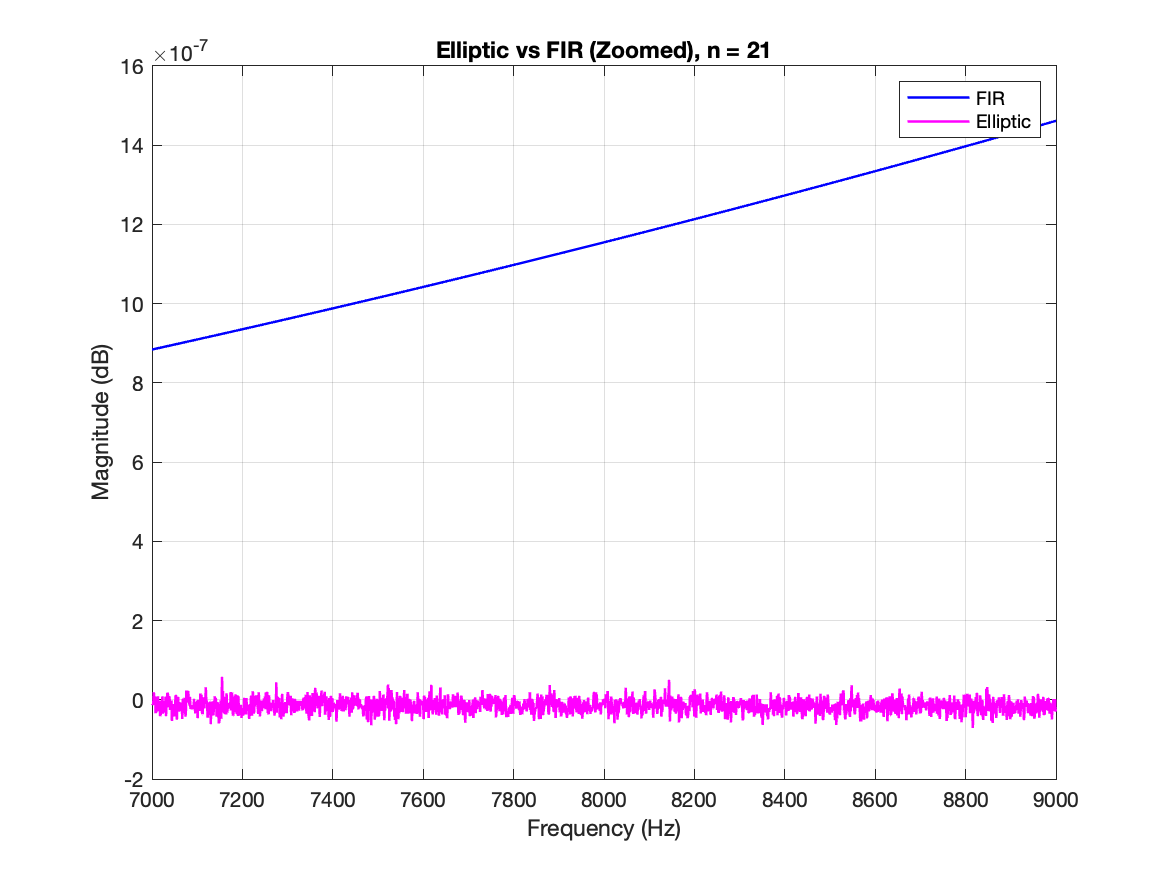 Elliptic vs FIR (Zoomed), n = 21
×10⁻⁷
16
14
12
10
8
6
4
2
0
-2
Magnitude (dB)
FIR
Elliptic
7000 7200 7400 7600 7800 8000 8200 8400 8600 8800 9000
Frequency (Hz)